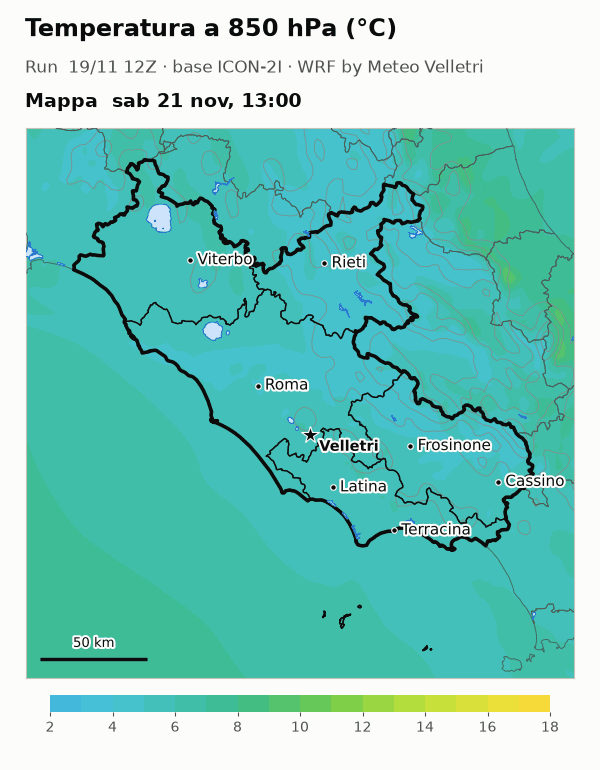 Temperatura a 850 hPa (°C)
Run  19/11 12Z · base ICON-2I · WRF by Meteo Velletri
Mappa  sab 21 nov, 13:00
Viterbo
Rieti
Roma
Velletri
Frosinone
Latina
Cassino
Terracina
50 km
2 4 6 8 10 12 14 16 18